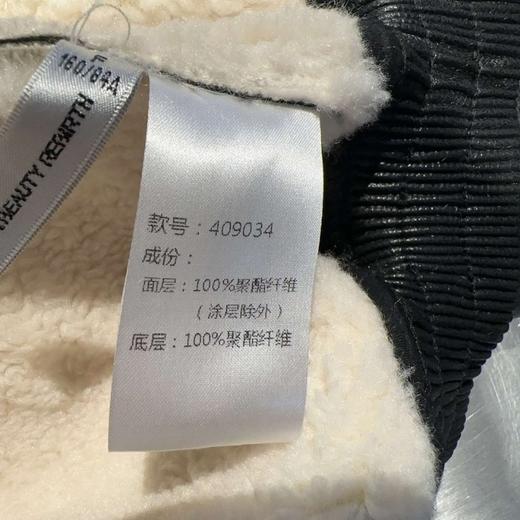 F
160/84A
BEAUTY REBIRTH
款号：409034
成份：
面层：100%聚酯纤维
（涂层除外）
底层：100%聚酯纤维